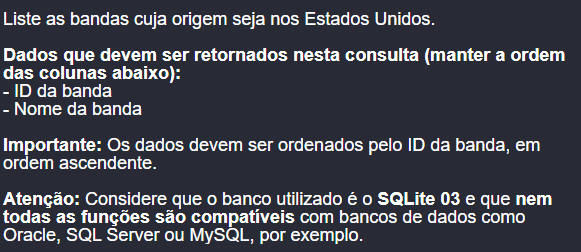 Liste as bandas cuja origem seja nos Estados Unidos.
Dados que devem ser retornados nesta consulta (manter a ordem
das colunas abaixo):
- ID da banda
- Nome da banda
Importante: Os dados devem ser ordenados pelo ID da banda, em
ordem ascendente.
Atenção: Considere que o banco utilizado é o SQLite 03 e que nem
todas as funções são compatíveis com bancos de dados como
Oracle, SQL Server ou MySQL, por exemplo.